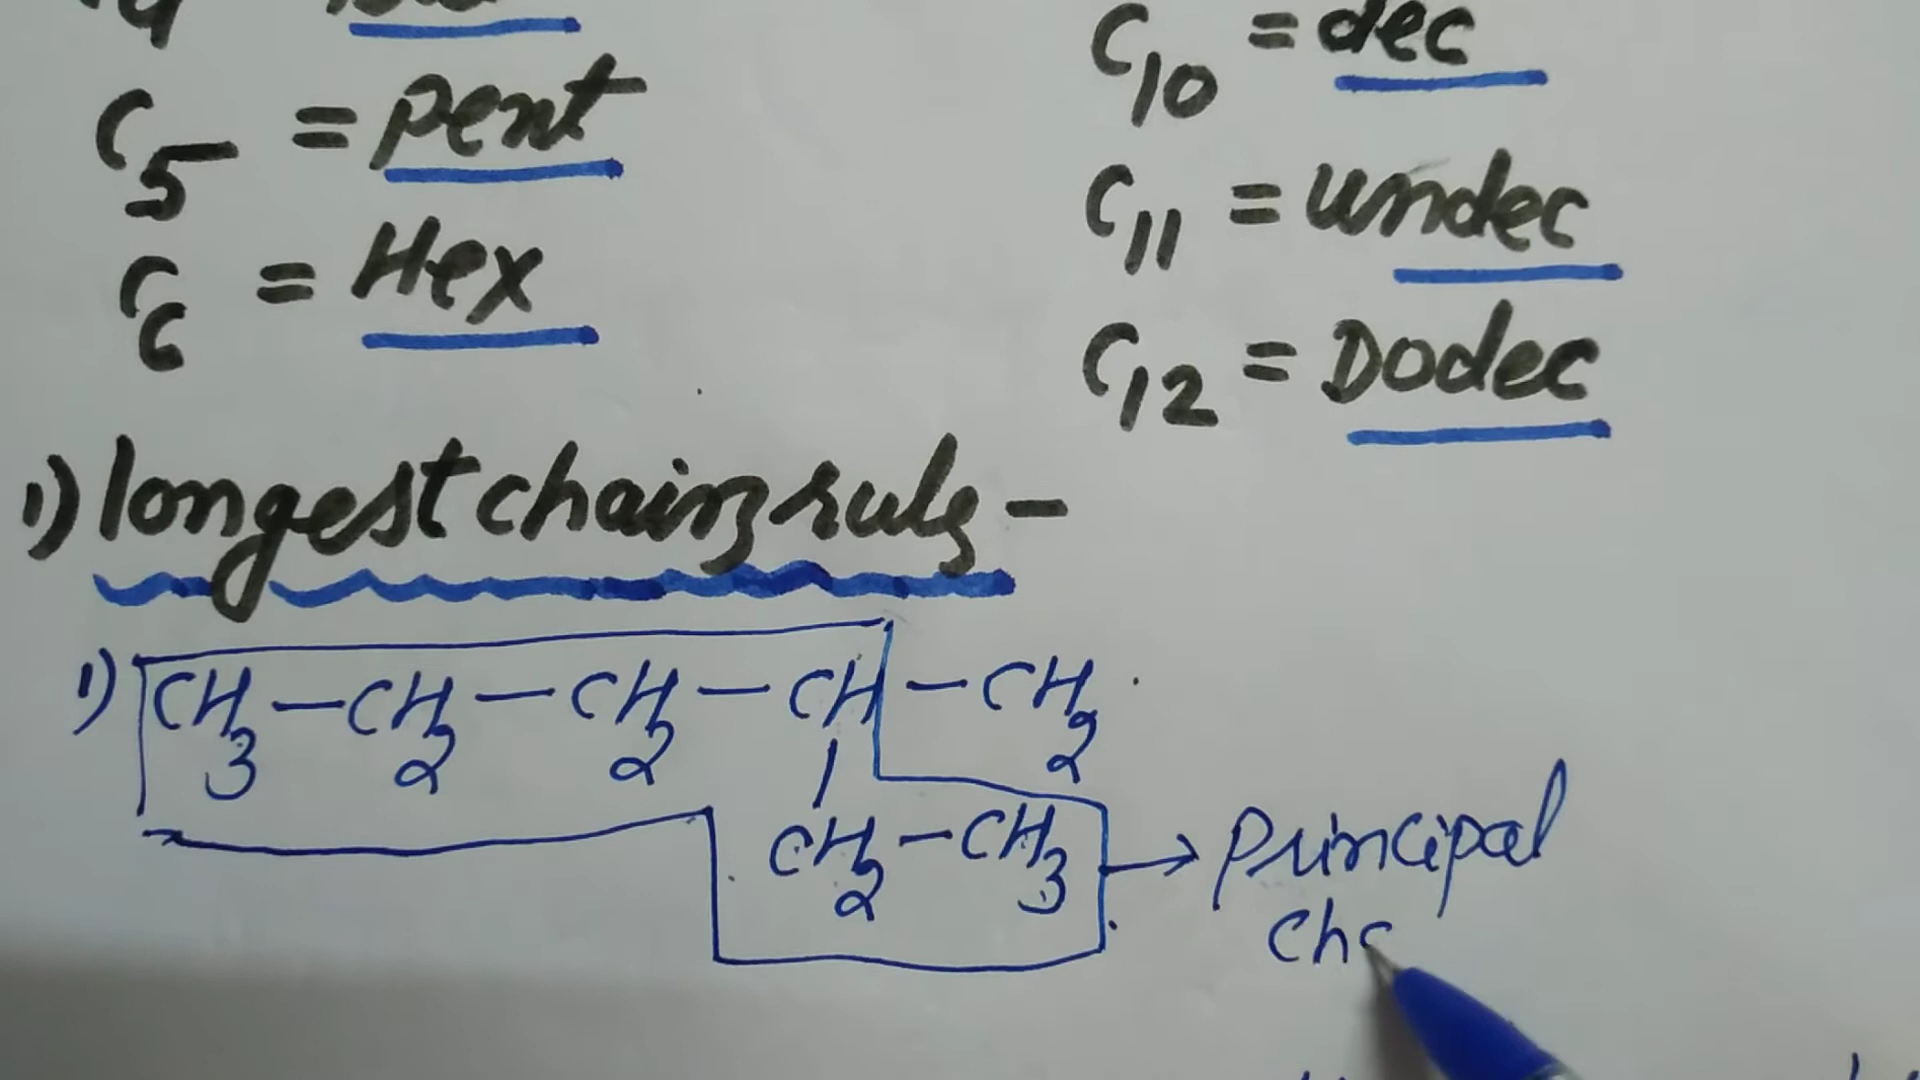 C5 = pent
C6 = Hex
C10 = dec
C11 = undec
C12 = Dodec
1) longest chain rule -
1) CH3 - CH2 - CH2 - CH - CH2
|
CH2 - CH3 → Principal
Cha